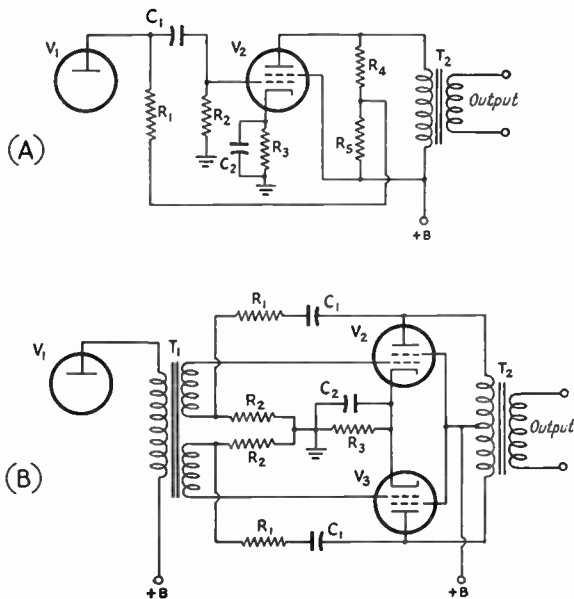 C1
V1
V2
T2
R4
R1
R2
R3
C2
R5
Output
(A)
+B
R1
C1
V2
V1
T1
T2
R2
C2
R2
R3
Output
(B)
V3
R1
C1
+B
+B